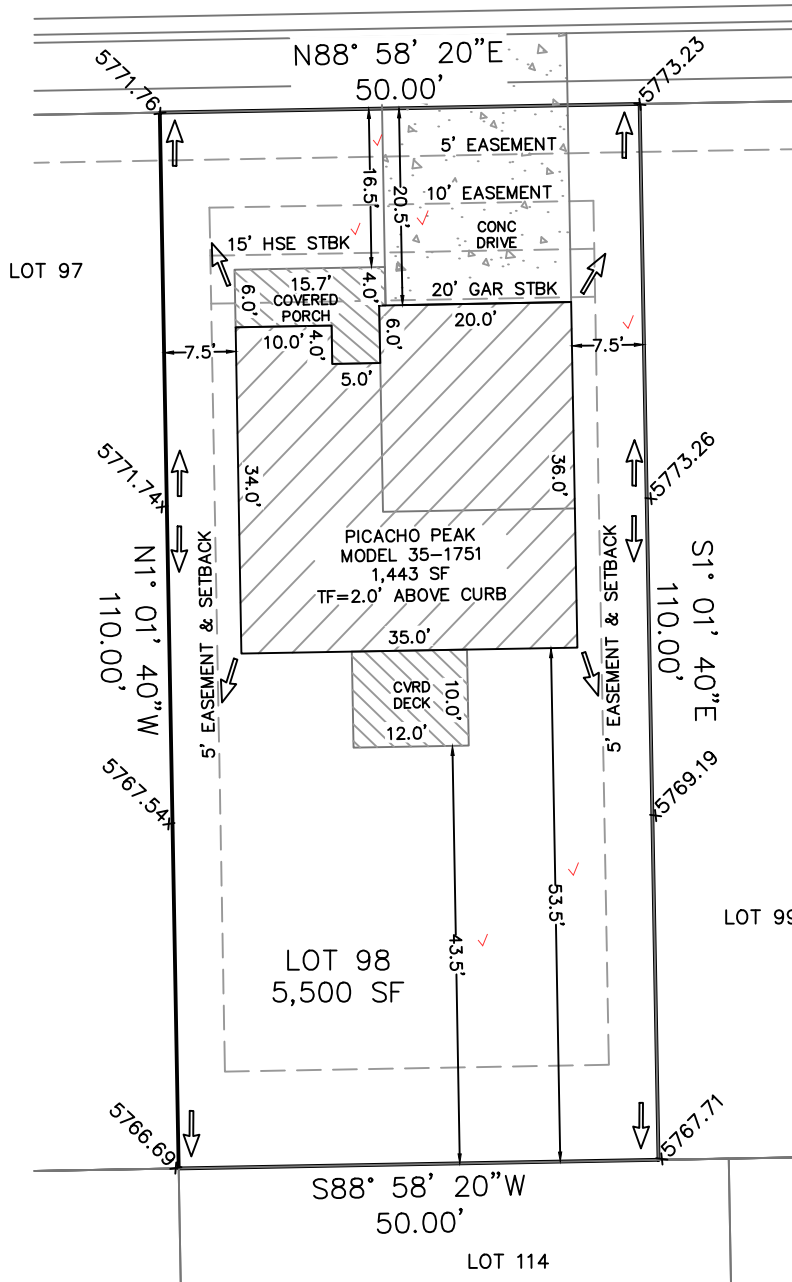 N88° 58' 20"E
50.00'
5771.76
5773.23
5' EASEMENT
10' EASEMENT
16.5'
20.5'
CONC
DRIVE
15' HSE STBK
LOT 97
20' GAR STBK
15.7'
COVERED
PORCH
6.0'
4.0'
10.0'
4.0'
5.0'
6.0'
20.0'
7.5'
7.5'
5771.74
5773.26
34.0'
36.0'
PICACHO PEAK
MODEL 35-1751
1,443 SF
TF=2.0' ABOVE CURB
35.0'
N1° 01' 40"W
110.00'
5' EASEMENT & SETBACK
5' EASEMENT & SETBACK
S1° 01' 40"E
110.00'
CVRD
DECK
10.0'
12.0'
5767.54
5769.19
53.5'
43.5'
LOT 99
LOT 98
5,500 SF
5766.69
5767.71
S88° 58' 20"W
50.00'
LOT 114